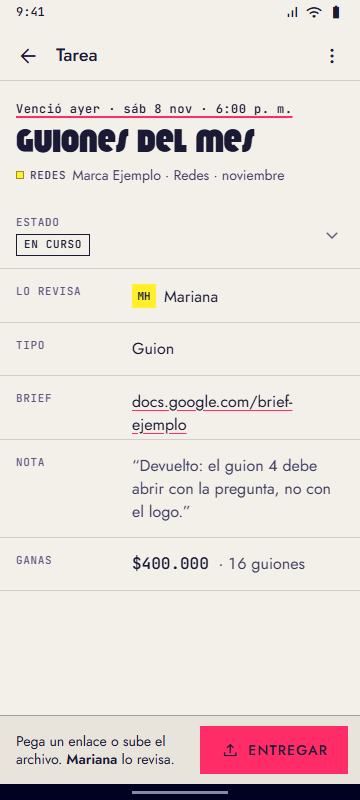 9:41
Tarea
Venció ayer · sáb 8 nov · 6:00 p. m.
GUIONES DEL MES
REDES Marca Ejemplo · Redes · noviembre
ESTADO
EN CURSO
LO REVISA
MH Mariana
TIPO
Guion
BRIEF
docs.google.com/brief-
ejemplo
NOTA
“Devuelto: el guion 4 debe
abrir con la pregunta, no con
el logo.”
GANAS
$400.000 · 16 guiones
Pega un enlace o sube el
archivo. Mariana lo revisa.
ENTREGAR